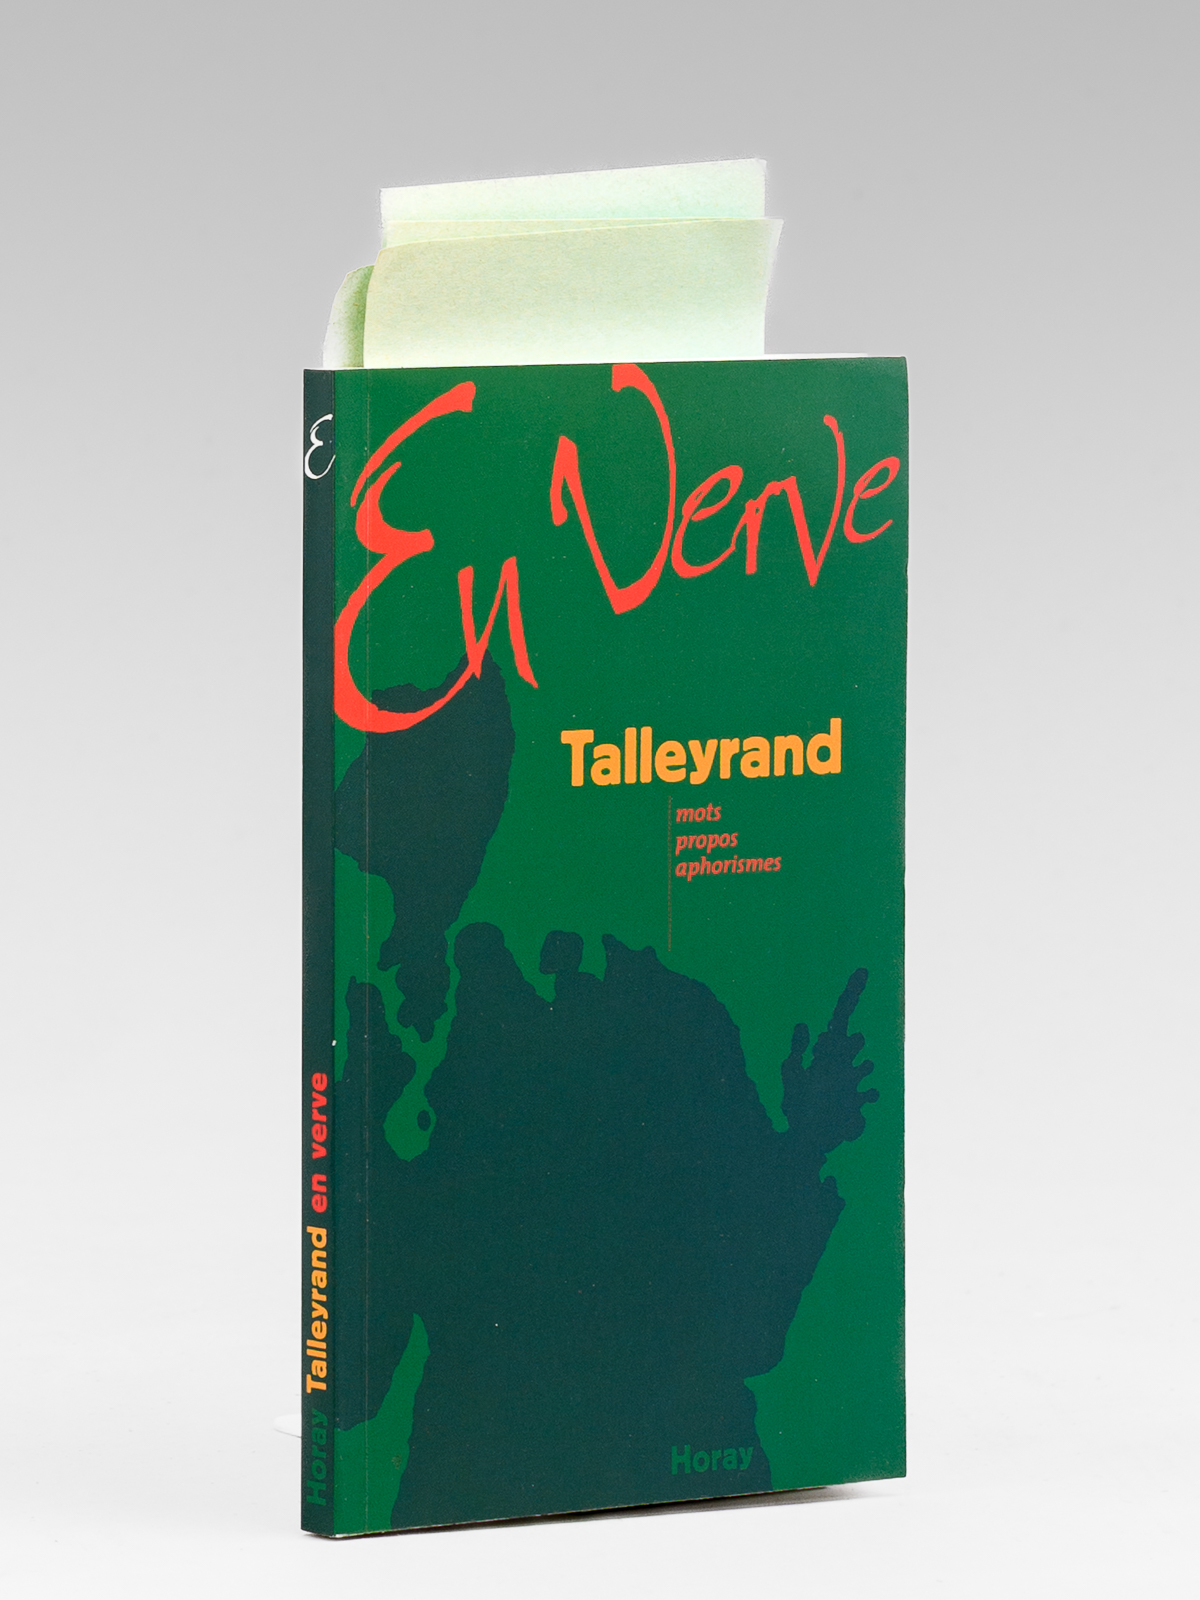 En Verve
Talleyrand
mots
propos
aphorismes
Horay
E
Horay Talleyrand en verve